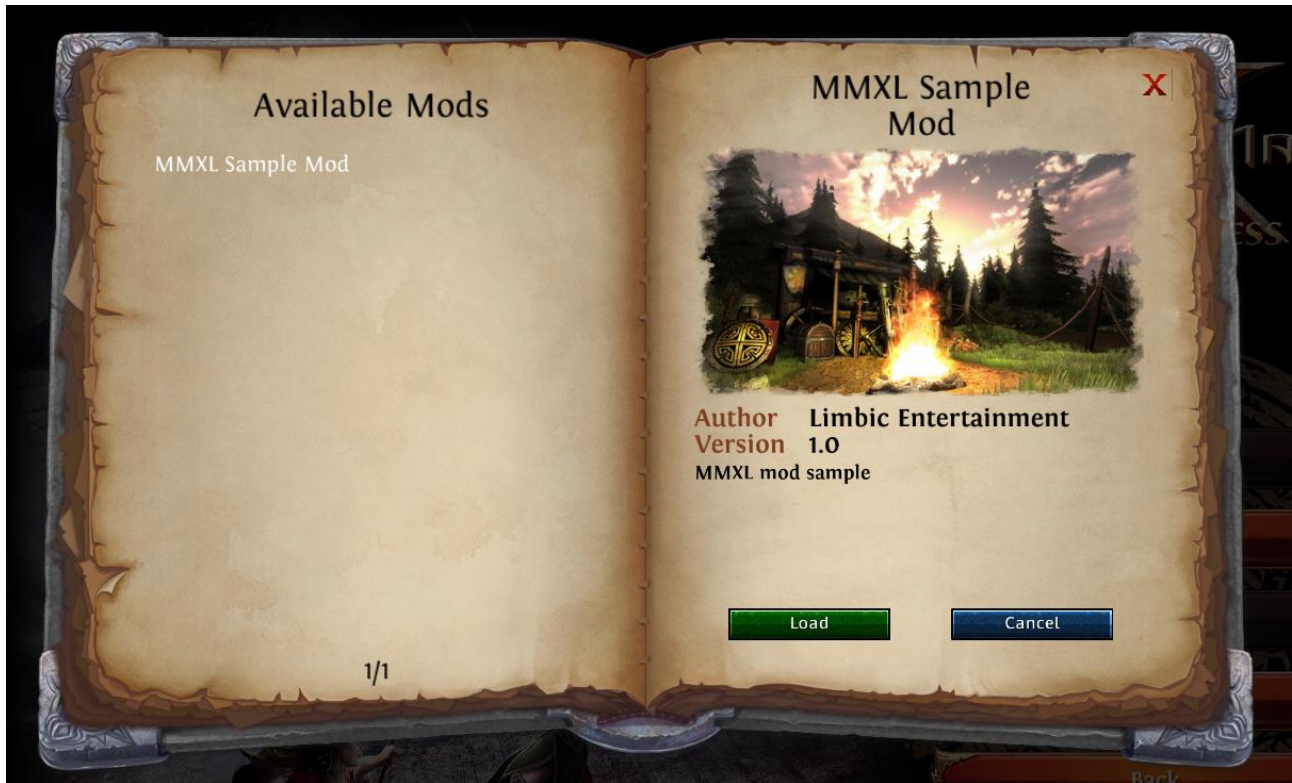 Available Mods
MMXL Sample Mod
1/1
MMXL Sample
Mod
X
Author Limbic Entertainment
Version 1.0
MMXL mod sample
Load
Cancel
Back